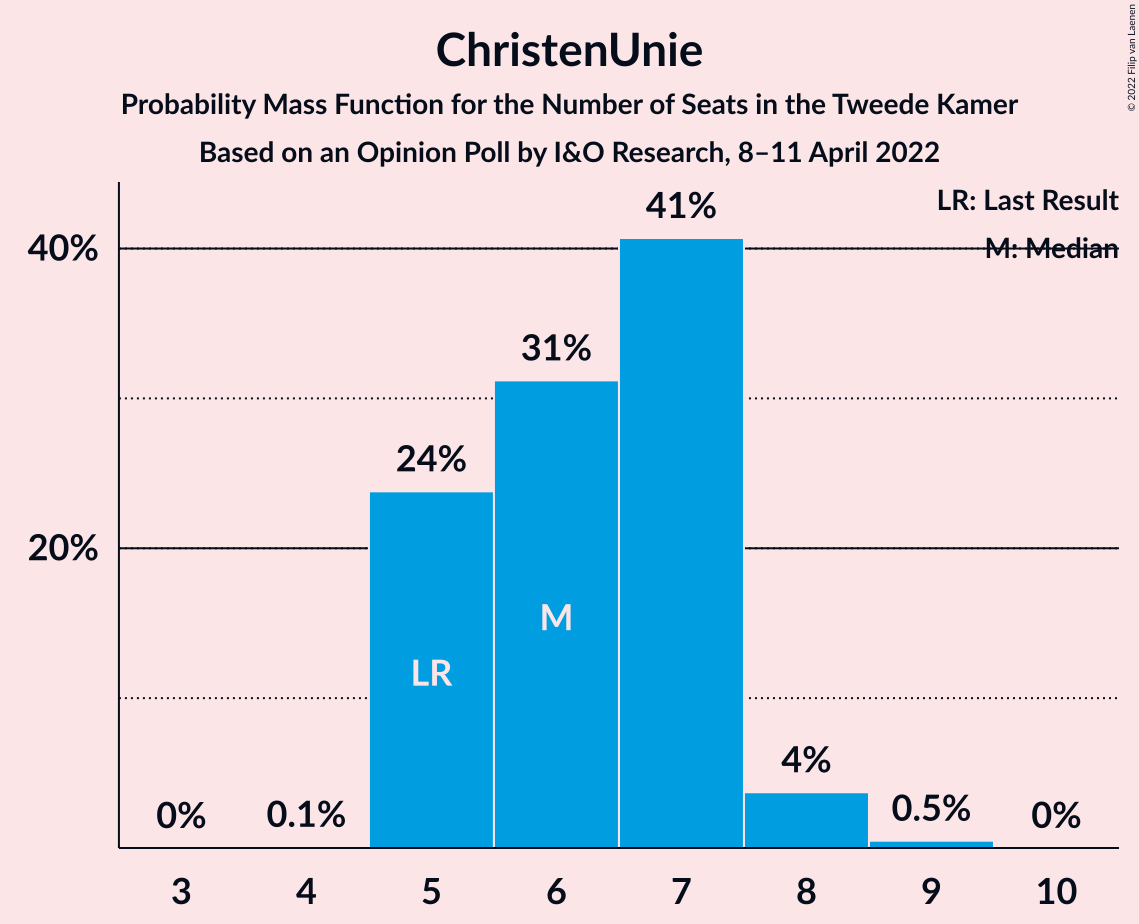 ChristenUnie
Probability Mass Function for the Number of Seats in the Tweede Kamer
Based on an Opinion Poll by I&O Research, 8–11 April 2022
© 2022 Filip van Laenen
LR: Last Result
M: Median
40%
20%
0%
0.1%
24%
31%
41%
4%
0.5%
0%
LR
M
3 4 5 6 7 8 9 10